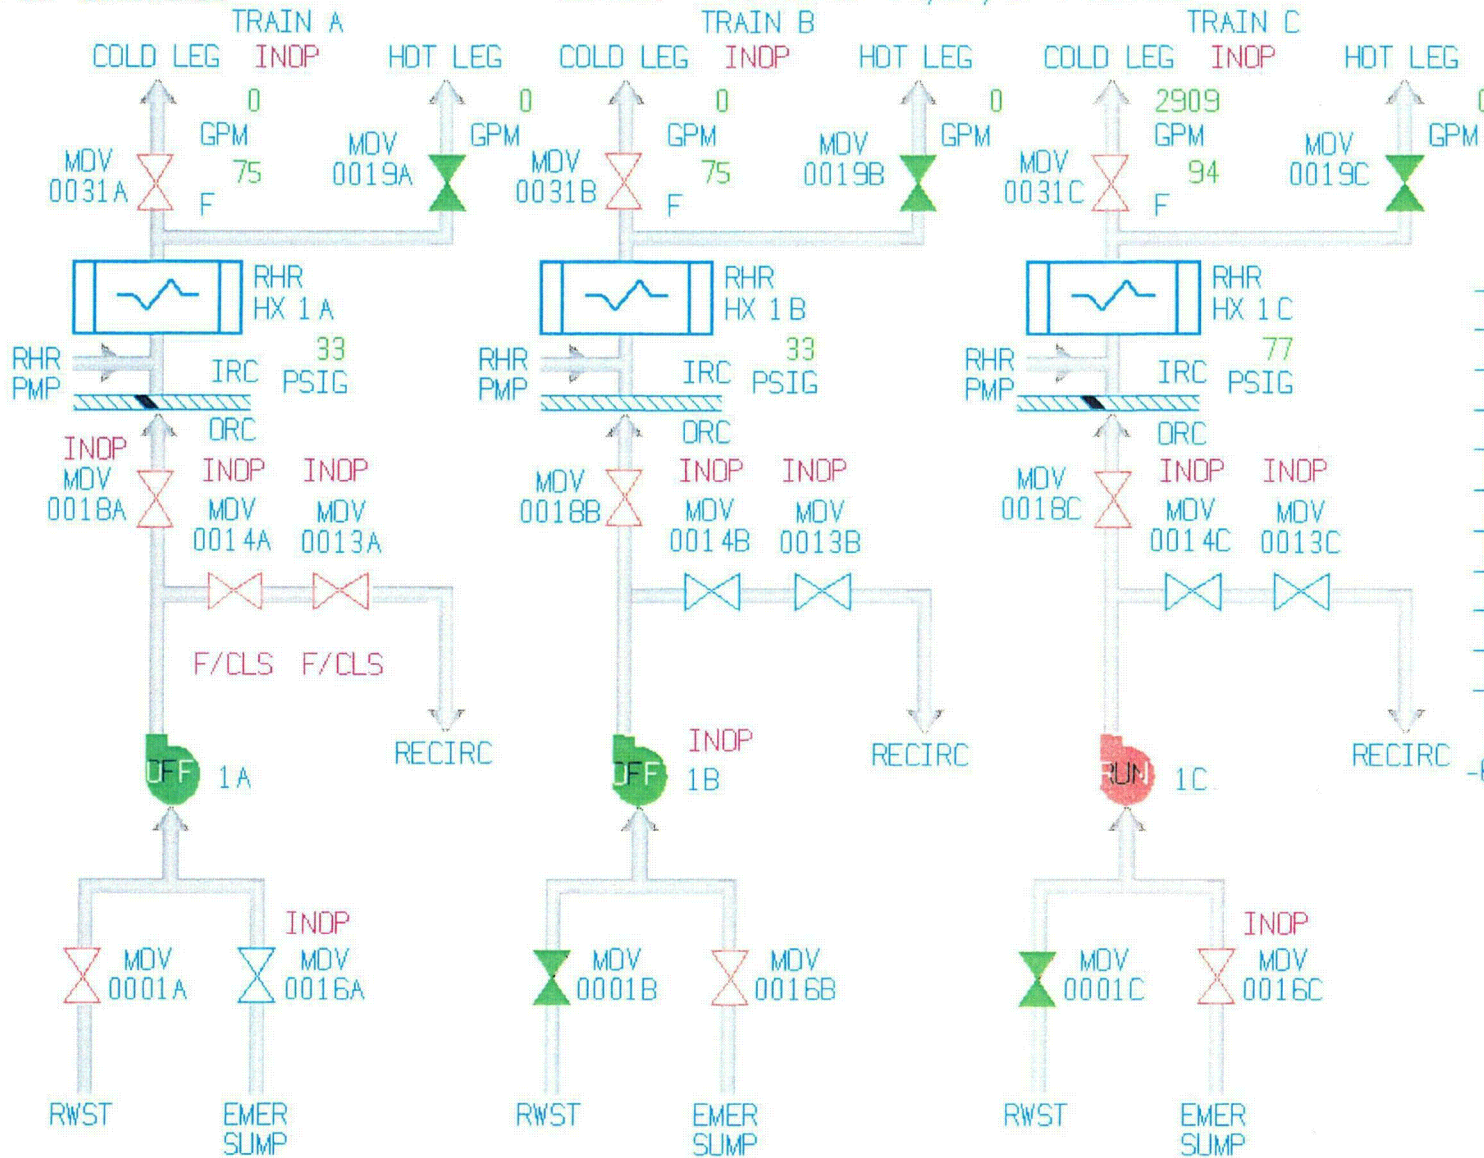 TRAIN A
COLD LEG INOP HOT LEG
0
GPM
75
F
0
GPM
MOV
0031A
MOV
0019A
RHR
HX 1A
33
PSIG
RHR
PMP
IRC
ORC
INOP
MOV
0018A
INOP
MOV
0014A
INOP
MOV
0013A
F/CLS F/CLS
RECIRC
OFF 1A
MOV
0001A
INOP
MOV
0016A
RWST
EMER
SUMP
TRAIN B
COLD LEG INOP HOT LEG
0
GPM
75
F
0
GPM
MOV
0031B
MOV
0019B
RHR
HX 1B
33
PSIG
RHR
PMP
IRC
ORC
MOV
0018B
INOP
MOV
0014B
INOP
MOV
0013B
RECIRC
INOP
OFF 1B
MOV
0001B
MOV
0016B
RWST
EMER
SUMP
TRAIN C
COLD LEG INOP HOT LEG
2909
GPM
94
F
GPM
MOV
0031C
MOV
0019C
RHR
HX 1C
77
PSIG
RHR
PMP
IRC
ORC
MOV
0018C
INOP
MOV
0014C
INOP
MOV
0013C
RECIRC
RUN 1C
MOV
0001C
INOP
MOV
0016C
RWST
EMER
SUMP